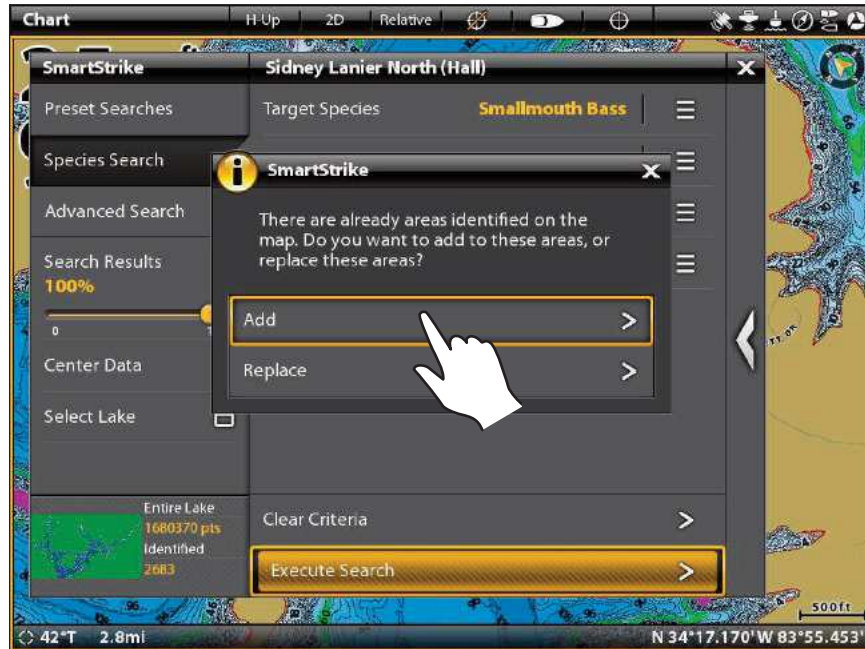 Chart H-Up 2D Relative
SmartStrike
Sidney Lanier North (Hall) X
Preset Searches
Target Species Smallmouth Bass
Species Search
SmartStrike X
Advanced Search
There are already areas identified on the
map. Do you want to add to these areas, or
replace these areas?
Search Results
100%
0
Add
Replace
Center Data
Select Lake
Entire Lake
1680370 pts
Identified
2683
Clear Criteria
Execute Search
500ft
42°T 2.8mi N 34°17.170' W 83°55.453'